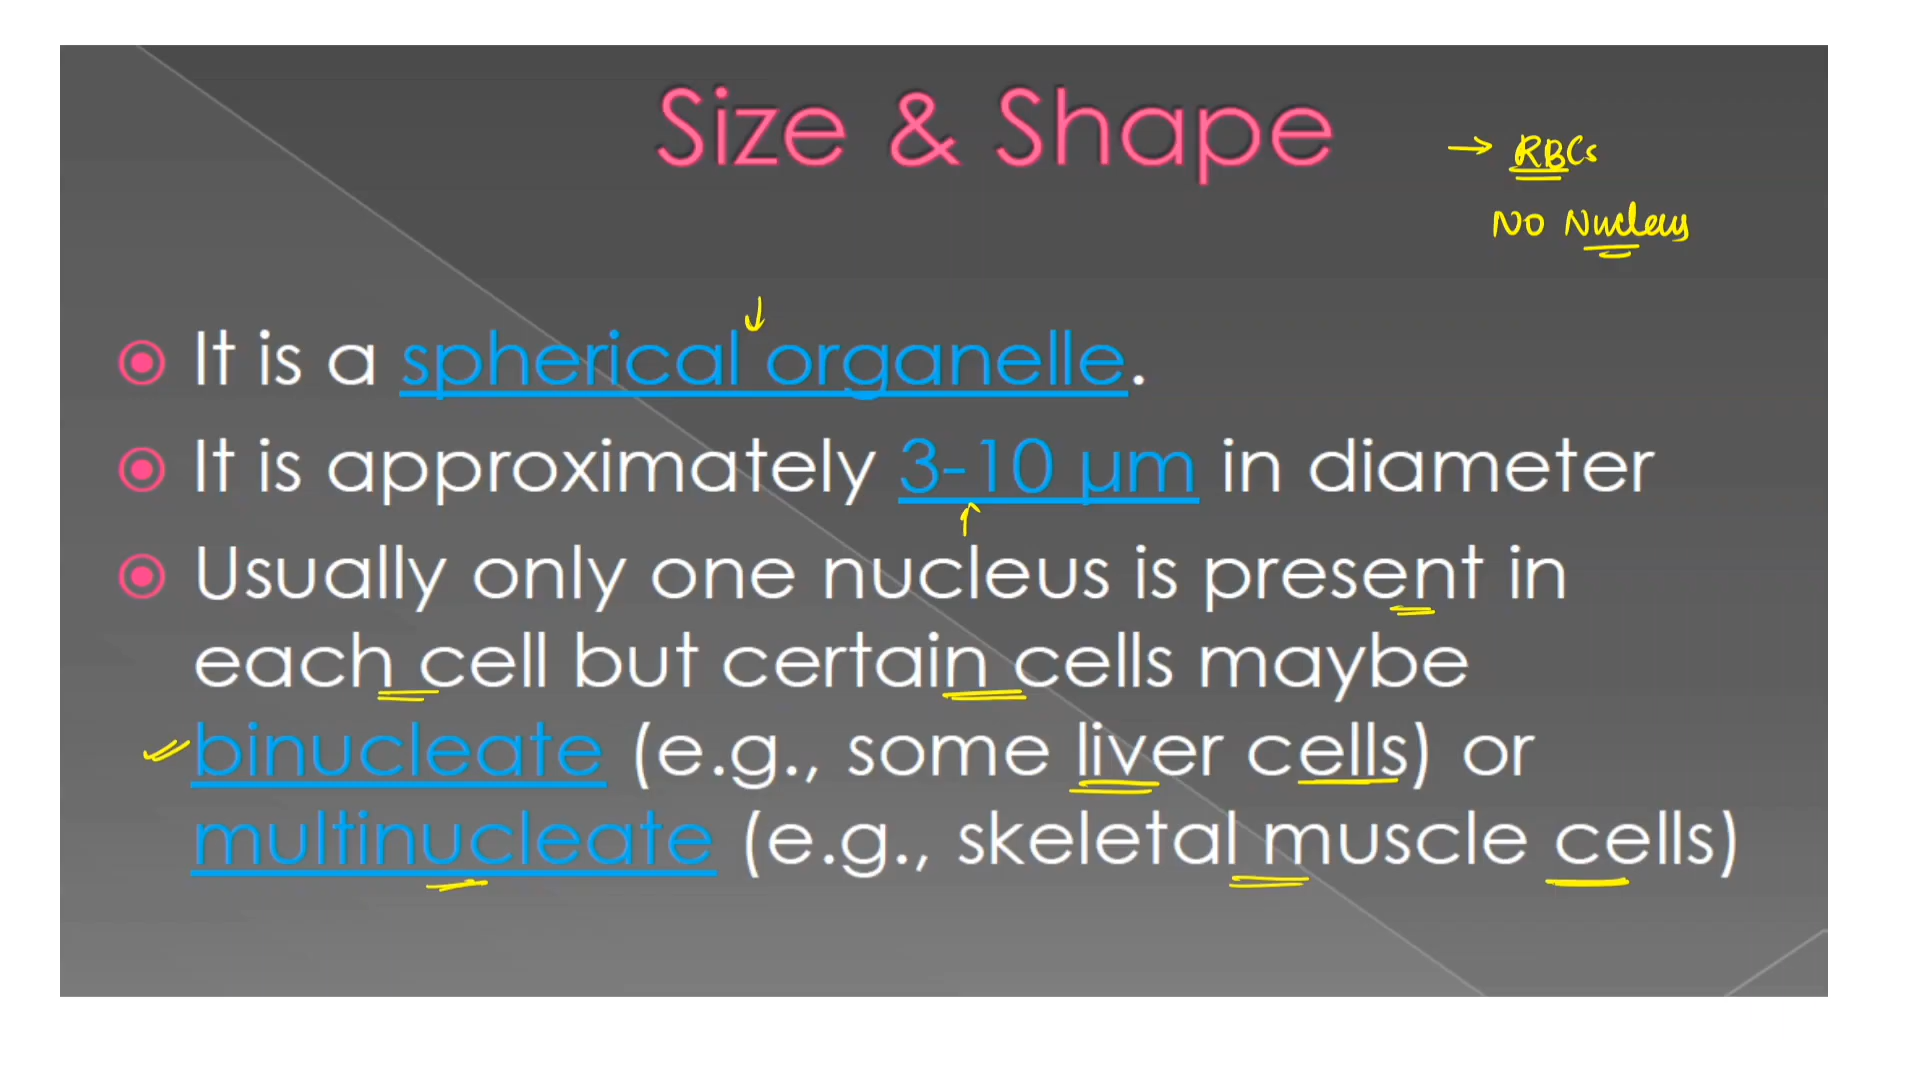 Size & Shape
→ RBCs
NO Nucleus
It is a spherical organelle.
It is approximately 3-10 µm in diameter
Usually only one nucleus is present in
each cell but certain cells maybe
binucleate (e.g., some liver cells) or
multinucleate (e.g., skeletal muscle cells)